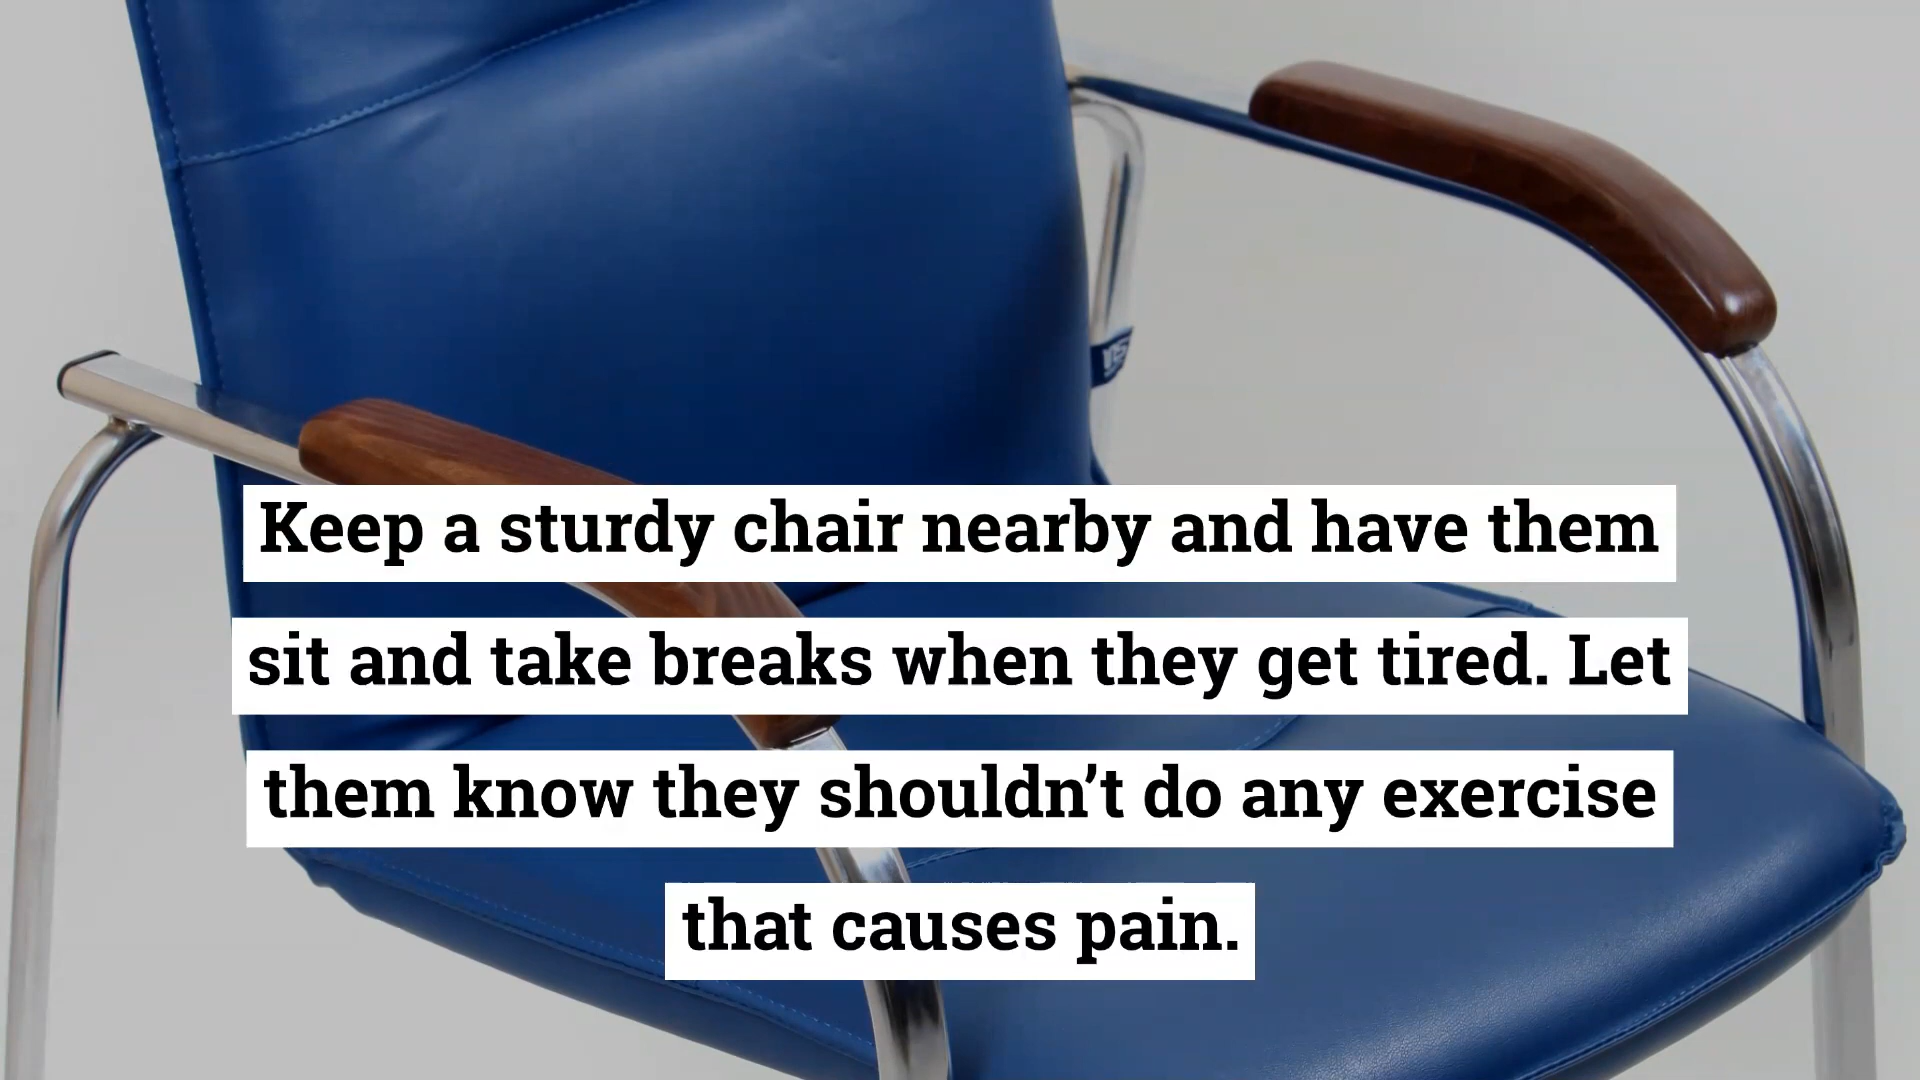 Keep a sturdy chair nearby and have them
sit and take breaks when they get tired. Let
them know they shouldn’t do any exercise
that causes pain.